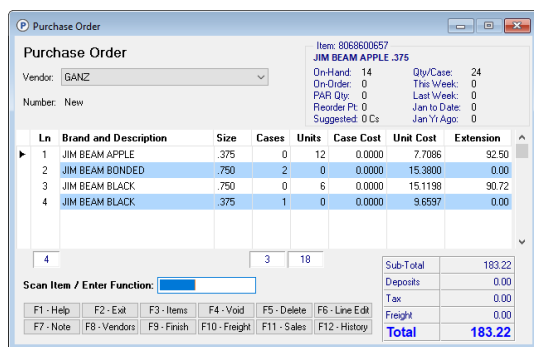 P Purchase Order
Purchase Order
Vendor: GANZ
Number: New
Item: 8068600657
JIM BEAM APPLE .375
On-Hand: 14 Qty/Case: 24
On-Order: 0 This Week: 0
PAR Qty: 0 Last Week: 0
Reorder Pt: 0 Jan to Date: 0
Suggested: 0 Cs Jan Yr Ago: 0
Ln Brand and Description Size Cases Units Case Cost Unit Cost Extension
1 JIM BEAM APPLE .375 0 12 0.0000 7.7086 92.50
2 JIM BEAM BONDED .750 2 0 0.0000 15.3800 0.00
3 JIM BEAM BLACK .750 0 6 0.0000 15.1198 90.72
4 JIM BEAM BLACK .375 1 0 0.0000 9.6597 0.00
4 3 18
Scan Item / Enter Function:
F1 - Help F2 - Exit F3 - Items F4 - Void F5 - Delete F6 - Line Edit
F7 - Note F8 - Vendors F9 - Finish F10 - Freight F11 - Sales F12 - History
Sub-Total 183.22
Deposits 0.00
Tax 0.00
Freight 0.00
Total 183.22